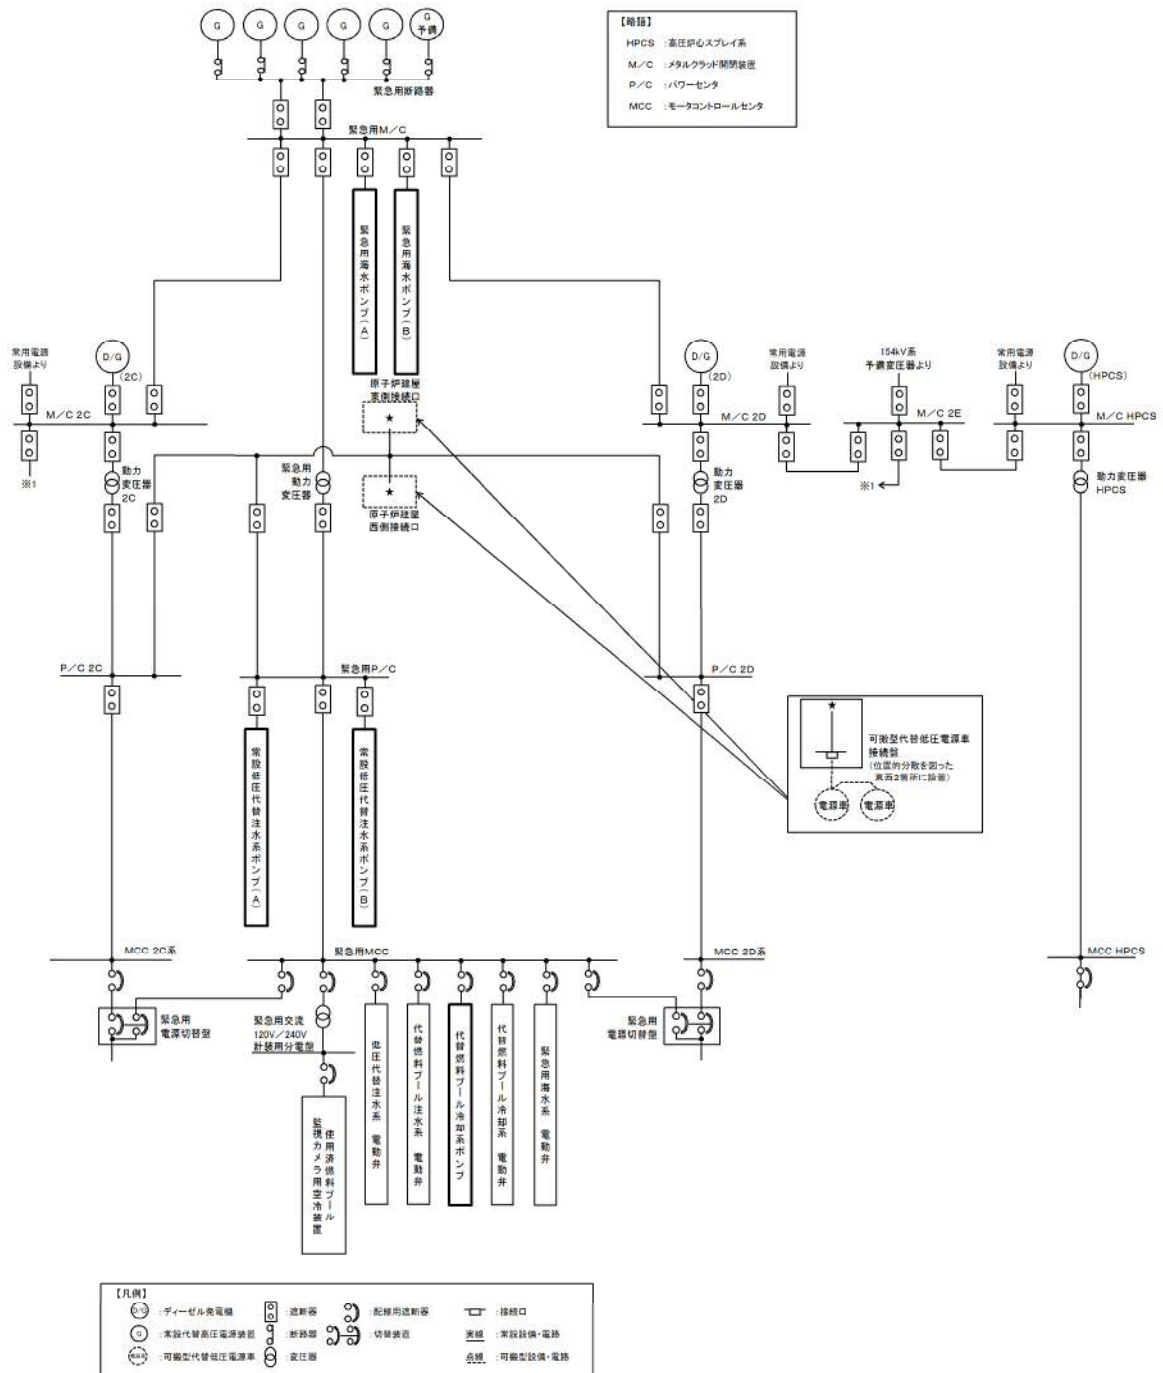 G
G
G
G
G
G
予備
緊急用断路器
【略語】
HPCS :高圧炉心スプレイ系
M/C :メタルクラッド開閉装置
P/C :パワーセンタ
MCC :モータコントロールセンタ
緊急用M/C
緊急用海水ポンプ(A)
緊急用海水ポンプ(B)
常用電源
設備より
D/G
(2C)
M/C 2C
※1
動力
変圧器
2C
原子炉建屋
東側接続口
★
緊急用
動力
変圧器
★
原子炉建屋
西側接続口
D/G
(2D)
M/C 2D
動力
変圧器
2D
常用電源
設備より
154kV系
予備変圧器より
M/C 2E
※1
常用電源
設備より
D/G
(HPCS)
M/C HPCS
動力変圧器
HPCS
P/C 2C
緊急用P/C
P/C 2D
常設低圧代替注水系ポンプ(A)
常設低圧代替注水系ポンプ(B)
★
可搬型代替低圧電源車
接続盤
(位置的分散を図った
東西2箇所に設置)
電源車
電源車
MCC 2C系
緊急用MCC
MCC 2D系
MCC HPCS
緊急用
電源切替盤
緊急用交流
120V/240V
計装用分電盤
緊急用
電源切替盤
使用済燃料プール
監視カメラ用空冷装置
低圧代替注水系 電動弁
代替燃料プール注水系 電動弁
代替燃料プール冷却系ポンプ
代替燃料プール冷却系 電動弁
緊急用海水系 電動弁
【凡例】
D/G :ディーゼル発電機
:遮断器
:配線用遮断器
:接続口
G :常設代替高圧電源装置
:断路器
:切替装置
実線 :常設設備・電路
電源車 :可搬型代替低圧電源車
:変圧器
点線 :可搬型設備・電路